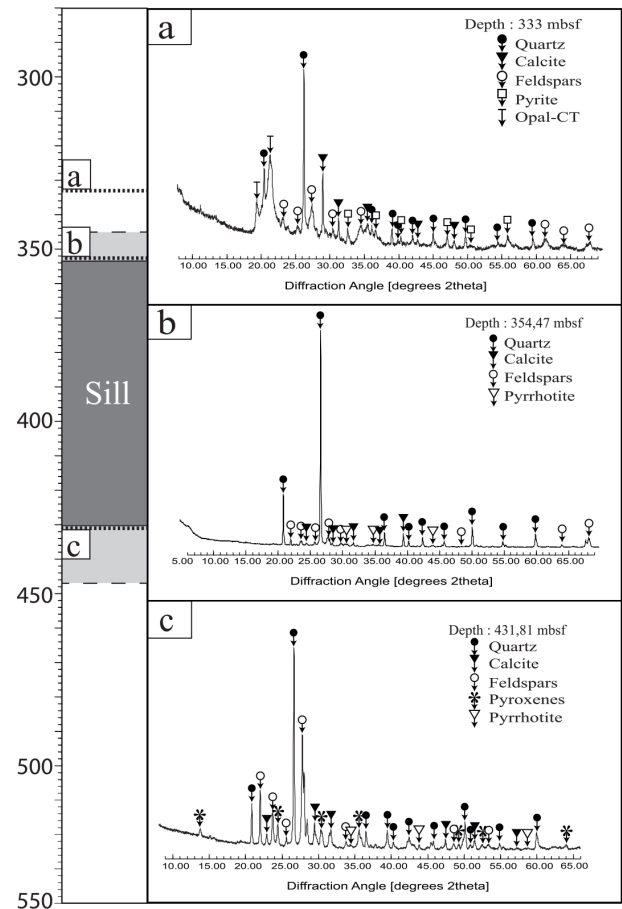 300
350
400
450
500
550
a
b
Sill
c
a
Depth : 333 mbsf
Quartz
Calcite
Feldspars
Pyrite
Opal-CT
10.00 15.00 20.00 25.00 30.00 35.00 40.00 45.00 50.00 55.00 60.00 65.00
Diffraction Angle [degrees 2theta]
b
Depth : 354,47 mbsf
Quartz
Calcite
Feldspars
Pyrrhotite
5.00 10.00 15.00 20.00 25.00 30.00 35.00 40.00 45.00 50.00 55.00 60.00 65.00
Diffraction Angle [degrees 2theta]
c
Depth : 431,81 mbsf
Quartz
Calcite
Feldspars
Pyroxenes
Pyrrhotite
10.00 15.00 20.00 25.00 30.00 35.00 40.00 45.00 50.00 55.00 60.00 65.00
Diffraction Angle [degrees 2theta]